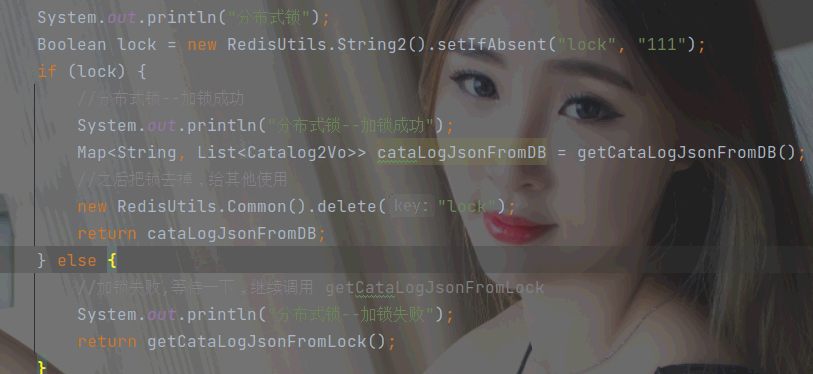 System.out.println("分布式锁");
Boolean lock = new RedisUtils.String2().setIfAbsent("lock", "111");
if (lock) {
//分布式锁--加锁成功
System.out.println("分布式锁--加锁成功");
Map<String, List<Catalog2Vo>> cataLogJsonFromDB = getCataLogJsonFromDB();
//之后把锁去掉，给其他使用
new RedisUtils.Common().delete( key: "lock");
return cataLogJsonFromDB;
} else {
//加锁失败,等待一下，继续调用 getCataLogJsonFromLock
System.out.println("分布式锁--加锁失败");
return getCataLogJsonFromLock();
}